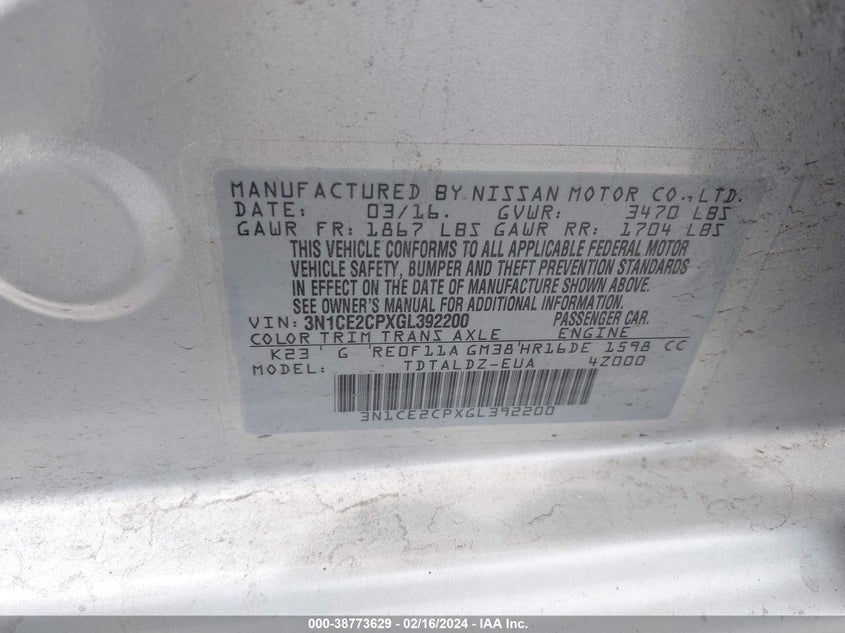 MANUFACTURED BY NISSAN MOTOR CO., LTD.
DATE: 03/16. GVWR: 3470 LBS
GAWR FR: 1867 LBS GAWR RR: 1704 LBS
THIS VEHICLE CONFORMS TO ALL APPLICABLE FEDERAL MOTOR
VEHICLE SAFETY, BUMPER AND THEFT PREVENTION STANDARDS
IN EFFECT ON THE DATE OF MANUFACTURE SHOWN ABOVE.
SEE OWNER'S MANUAL FOR ADDITIONAL INFORMATION.
VIN: 3N1CE2CPXGL392200 PASSENGER CAR.
COLOR TRIM TRANS AXLE ENGINE
K23 ' G 'RE0F11A GM38'HR16DE 1598 CC
MODEL: TDTALDZ-EUA 4Z000
3N1CE2CPXGL392200
000-38773629 - 02/16/2024 - IAA Inc.